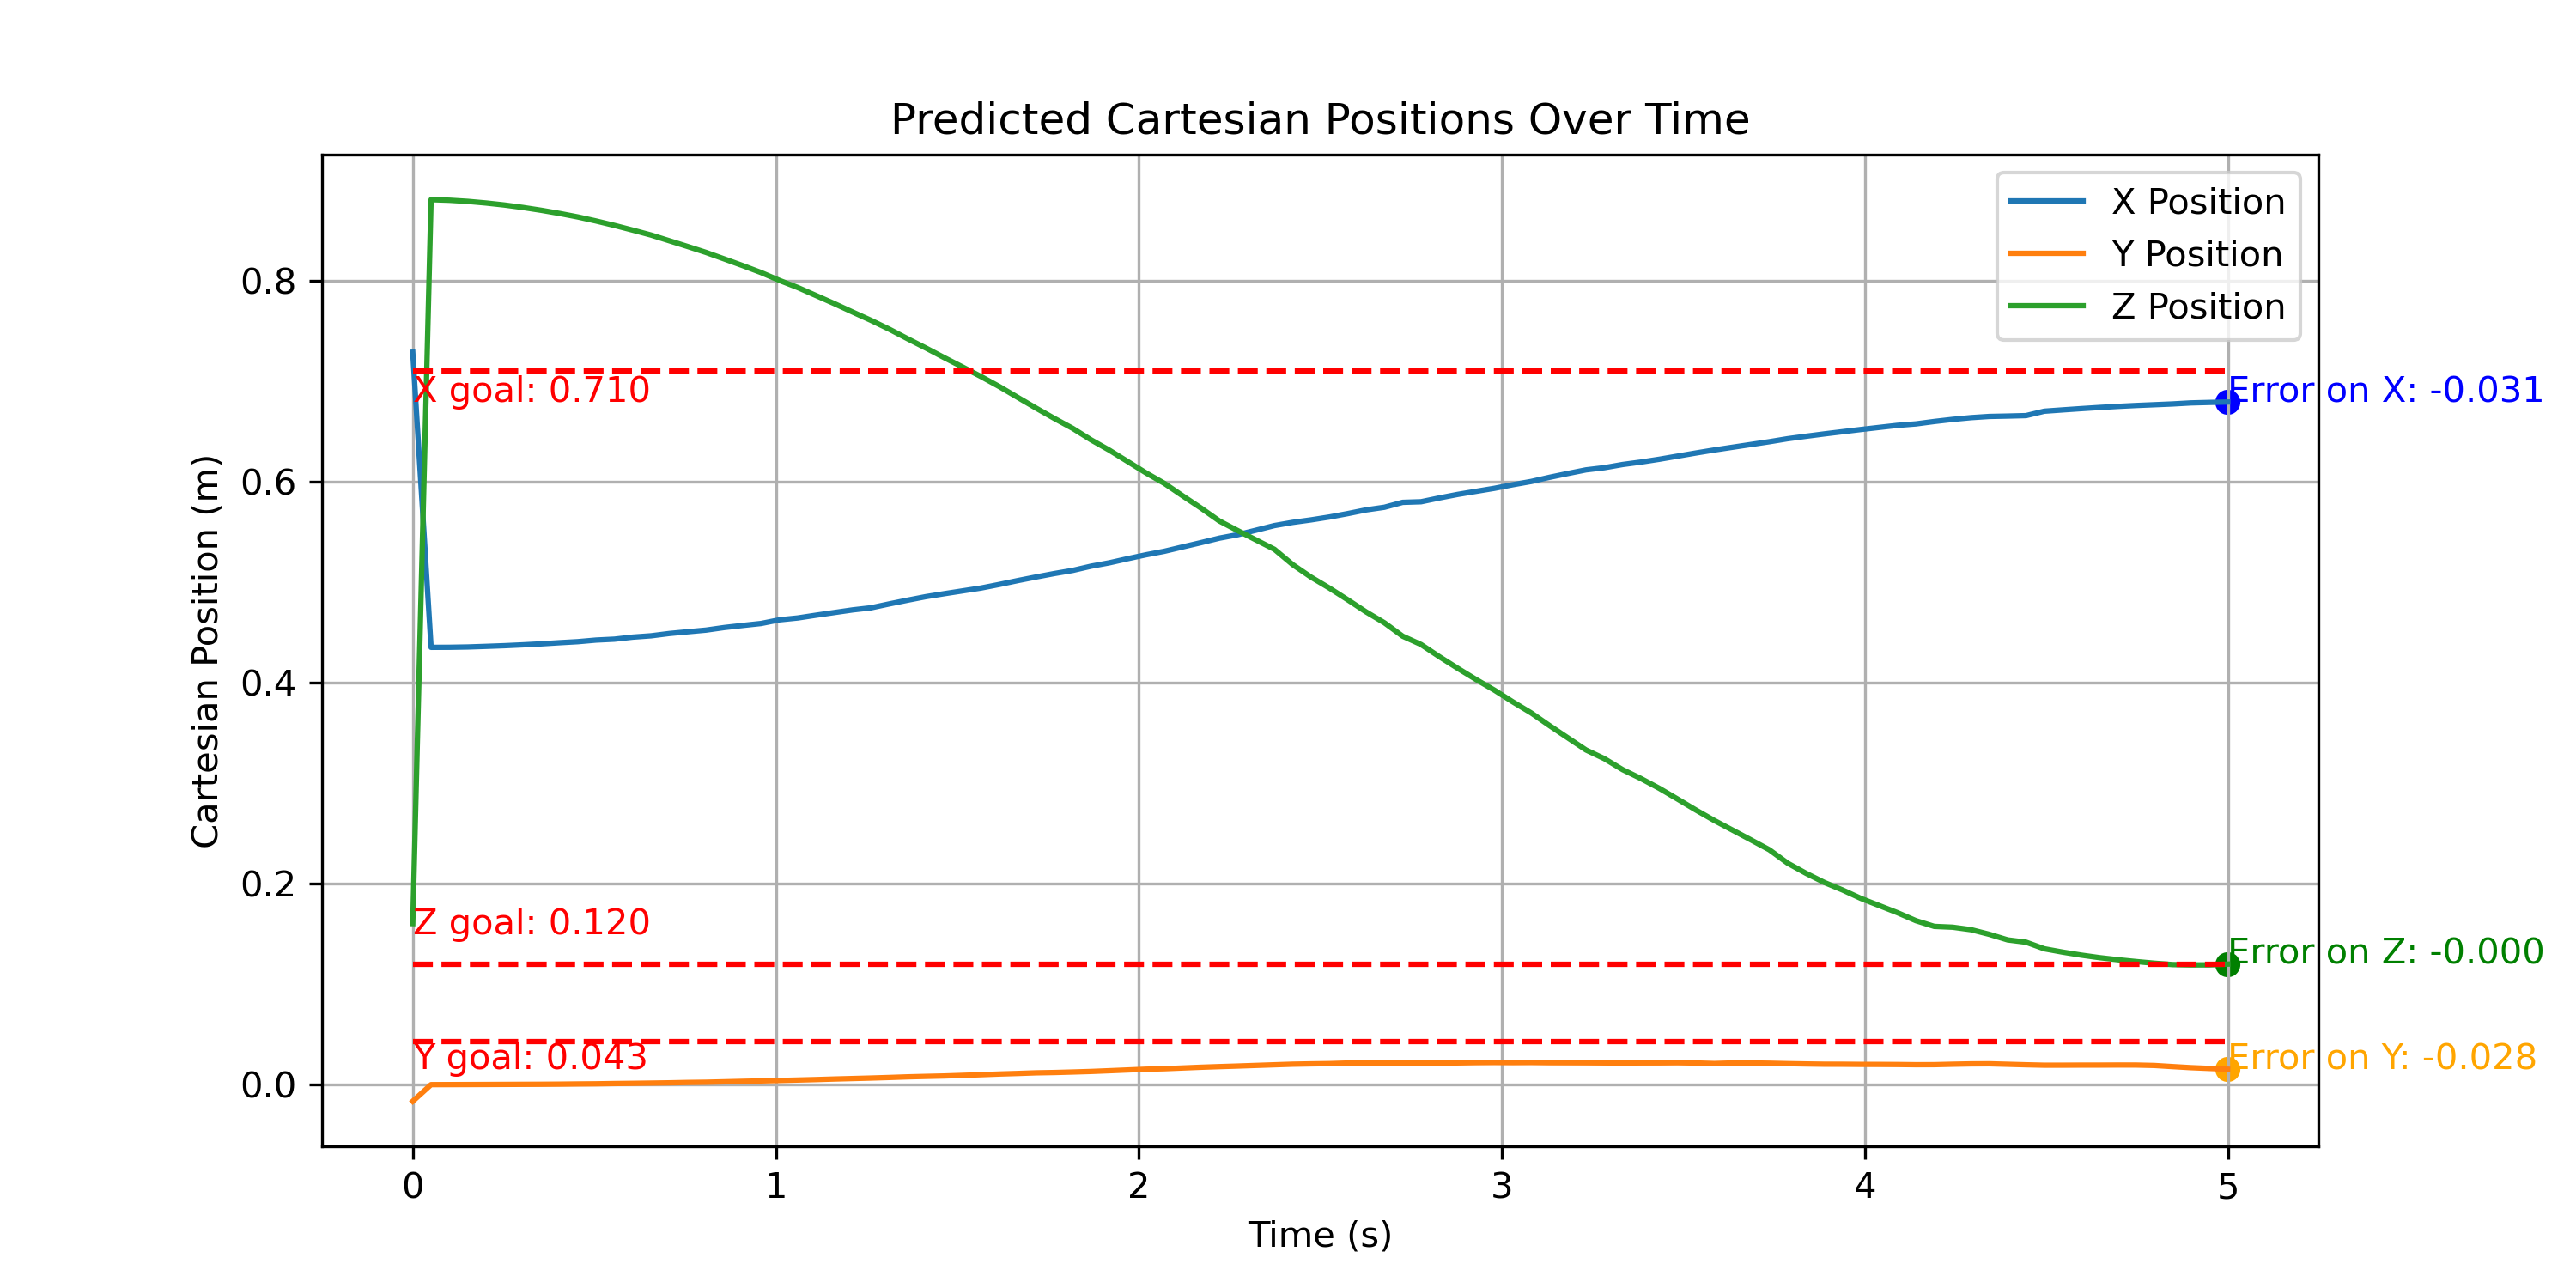 Predicted Cartesian Positions Over Time
X Position
Y Position
Z Position
Cartesian Position (m)
0.8
0.6
0.4
0.2
0.0
X goal: 0.710
Error on X: -0.031
Z goal: 0.120
Error on Z: -0.000
Y goal: 0.043
Error on Y: -0.028
0 1 2 3 4 5
Time (s)